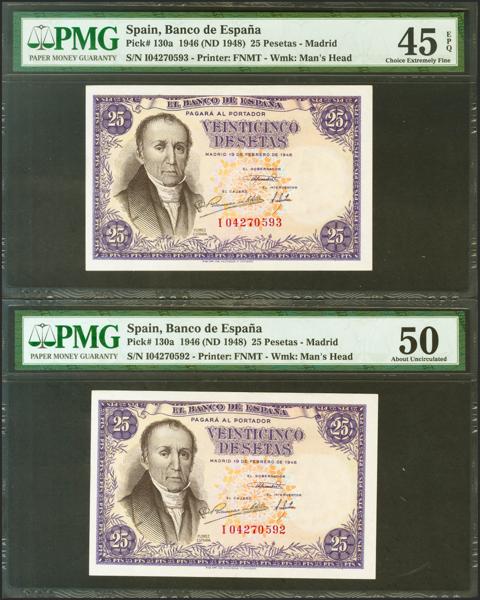 PMG
PAPER MONEY GUARANTY
Spain, Banco de España
Pick# 130a 1946 (ND 1948) 25 Pesetas - Madrid
S/N I04270593 - Printer: FNMT - Wmk: Man's Head
45 EPQ
Choice Extremely Fine
EL BANCO DE ESPAÑA
25
25
PAGARÁ AL PORTADOR
VEINTICINCO
PESETAS
MADRID 19 DE FEBRERO DE 1946
EL GOBERNADOR
EL CAJERO
EL INTERVENTOR
FLOREZ
ESTRADA
I 04270593
25
25
PMG
PAPER MONEY GUARANTY
Spain, Banco de España
Pick# 130a 1946 (ND 1948) 25 Pesetas - Madrid
S/N I04270592 - Printer: FNMT - Wmk: Man's Head
50
About Uncirculated
EL BANCO DE ESPAÑA
25
25
PAGARÁ AL PORTADOR
VEINTICINCO
PESETAS
MADRID 19 DE FEBRERO DE 1946
EL GOBERNADOR
EL CAJERO
EL INTERVENTOR
FLOREZ
ESTRADA
I 04270592
25
25